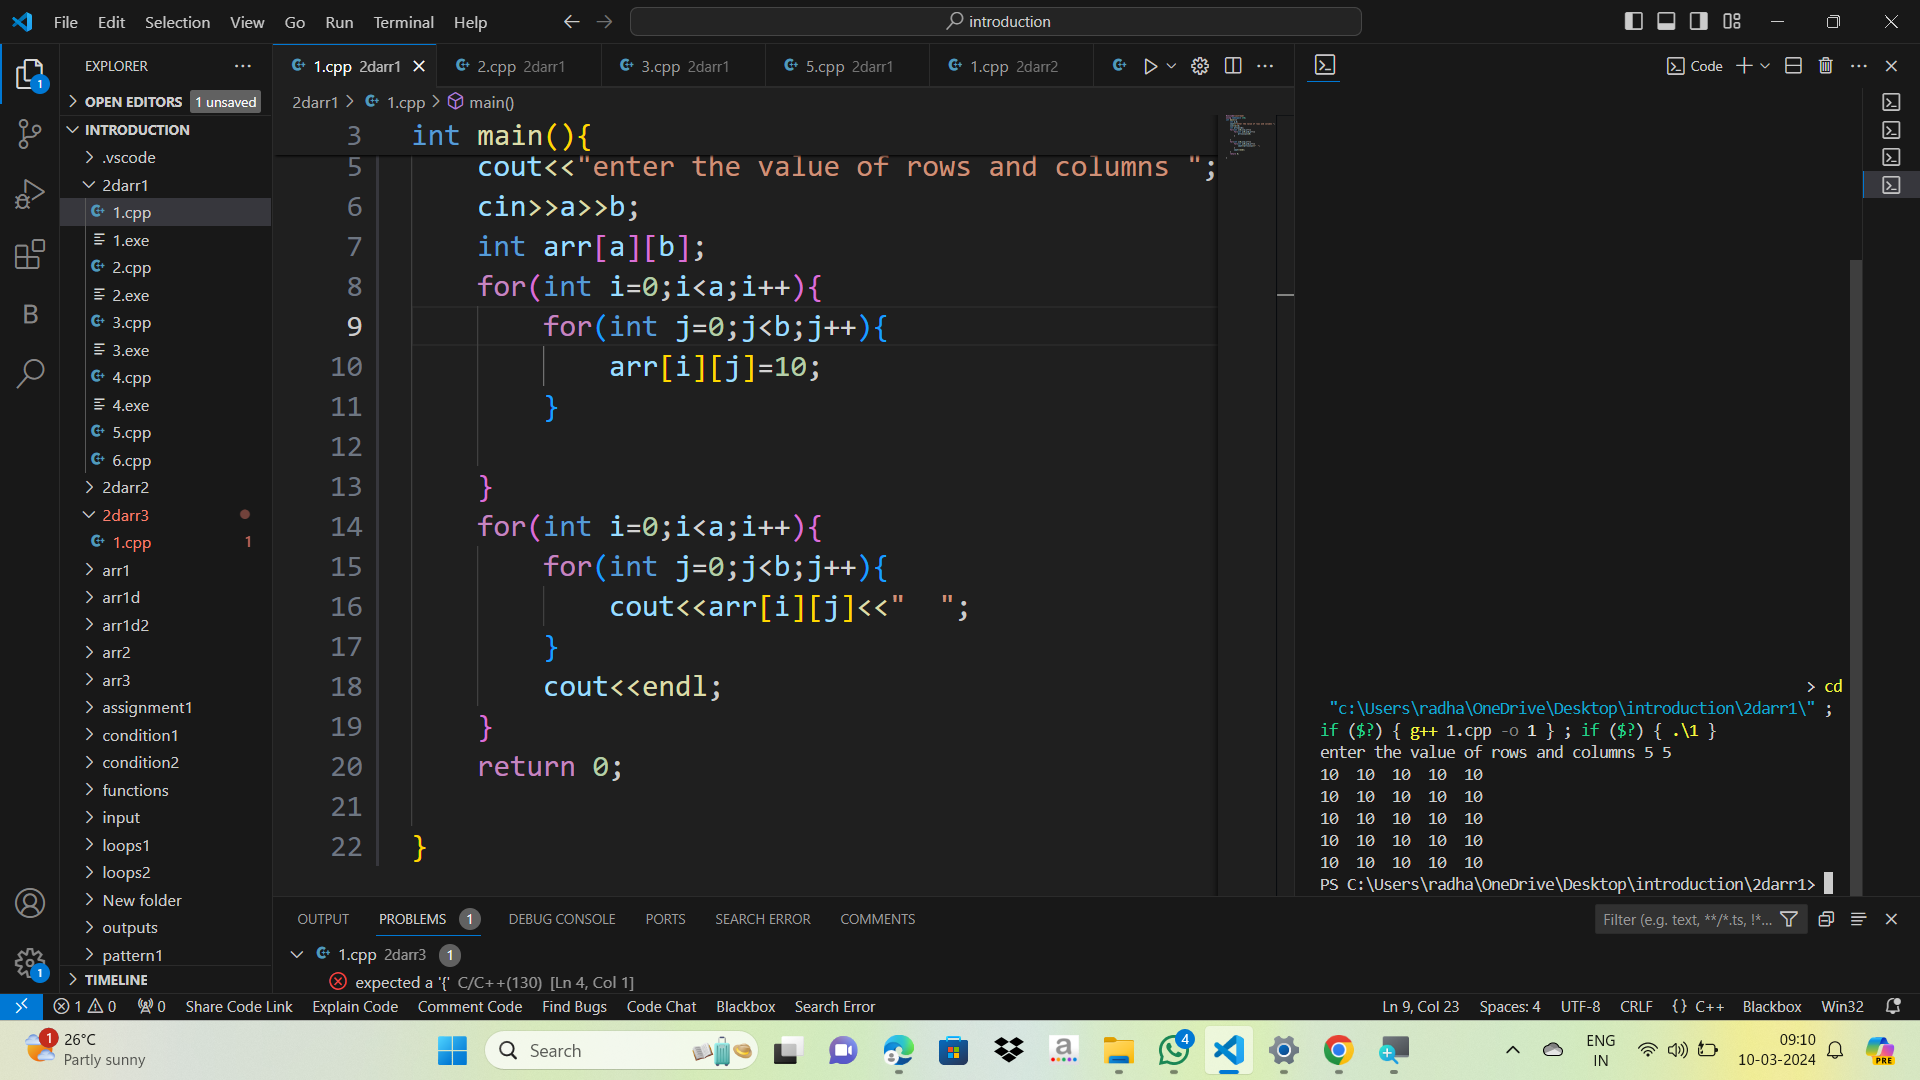 File Edit Selection View Go Run Terminal Help
introduction
EXPLORER
OPEN EDITORS 1 unsaved
INTRODUCTION
.vscode
2darr1
1.cpp
1.exe
2.cpp
2.exe
3.cpp
3.exe
4.cpp
4.exe
5.cpp
6.cpp
2darr2
2darr3
1.cpp 1
arr1
arr1d
arr1d2
arr2
arr3
assignment1
condition1
condition2
functions
input
loops1
loops2
New folder
outputs
pattern1
TIMELINE
1
B
1
1.cpp 2darr1 2.cpp 2darr1 3.cpp 2darr1 5.cpp 2darr1 1.cpp 2darr2
2darr1 > 1.cpp > main()
3 int main(){
5 cout<<"enter the value of rows and columns ";
6 cin>>a>>b;
7 int arr[a][b];
8 for(int i=0;i<a;i++){
9 for(int j=0;j<b;j++){
10 arr[i][j]=10;
11 }
12
13 }
14 for(int i=0;i<a;i++){
15 for(int j=0;j<b;j++){
16 cout<<arr[i][j]<<"  ";
17 }
18 cout<<endl;
19 }
20 return 0;
21
22 }
Code
> cd
"c:\Users\radha\OneDrive\Desktop\introduction\2darr1\" ;
if ($?) { g++ 1.cpp -o 1 } ; if ($?) { .\1 }
enter the value of rows and columns 5 5
10  10  10  10  10
10  10  10  10  10
10  10  10  10  10
10  10  10  10  10
10  10  10  10  10
PS C:\Users\radha\OneDrive\Desktop\introduction\2darr1>
OUTPUT PROBLEMS 1 DEBUG CONSOLE PORTS SEARCH ERROR COMMENTS
Filter (e.g. text, **/*.ts, !*...
1.cpp 2darr3 1
expected a '{' C/C++(130) [Ln 4, Col 1]
1 0 0 Share Code Link Explain Code Comment Code Find Bugs Code Chat Blackbox Search Error
Ln 9, Col 23 Spaces: 4 UTF-8 CRLF {} C++ Blackbox Win32
1 26°C
Partly sunny
Search
a
4
ENG
IN
09:10
10-03-2024
PRE